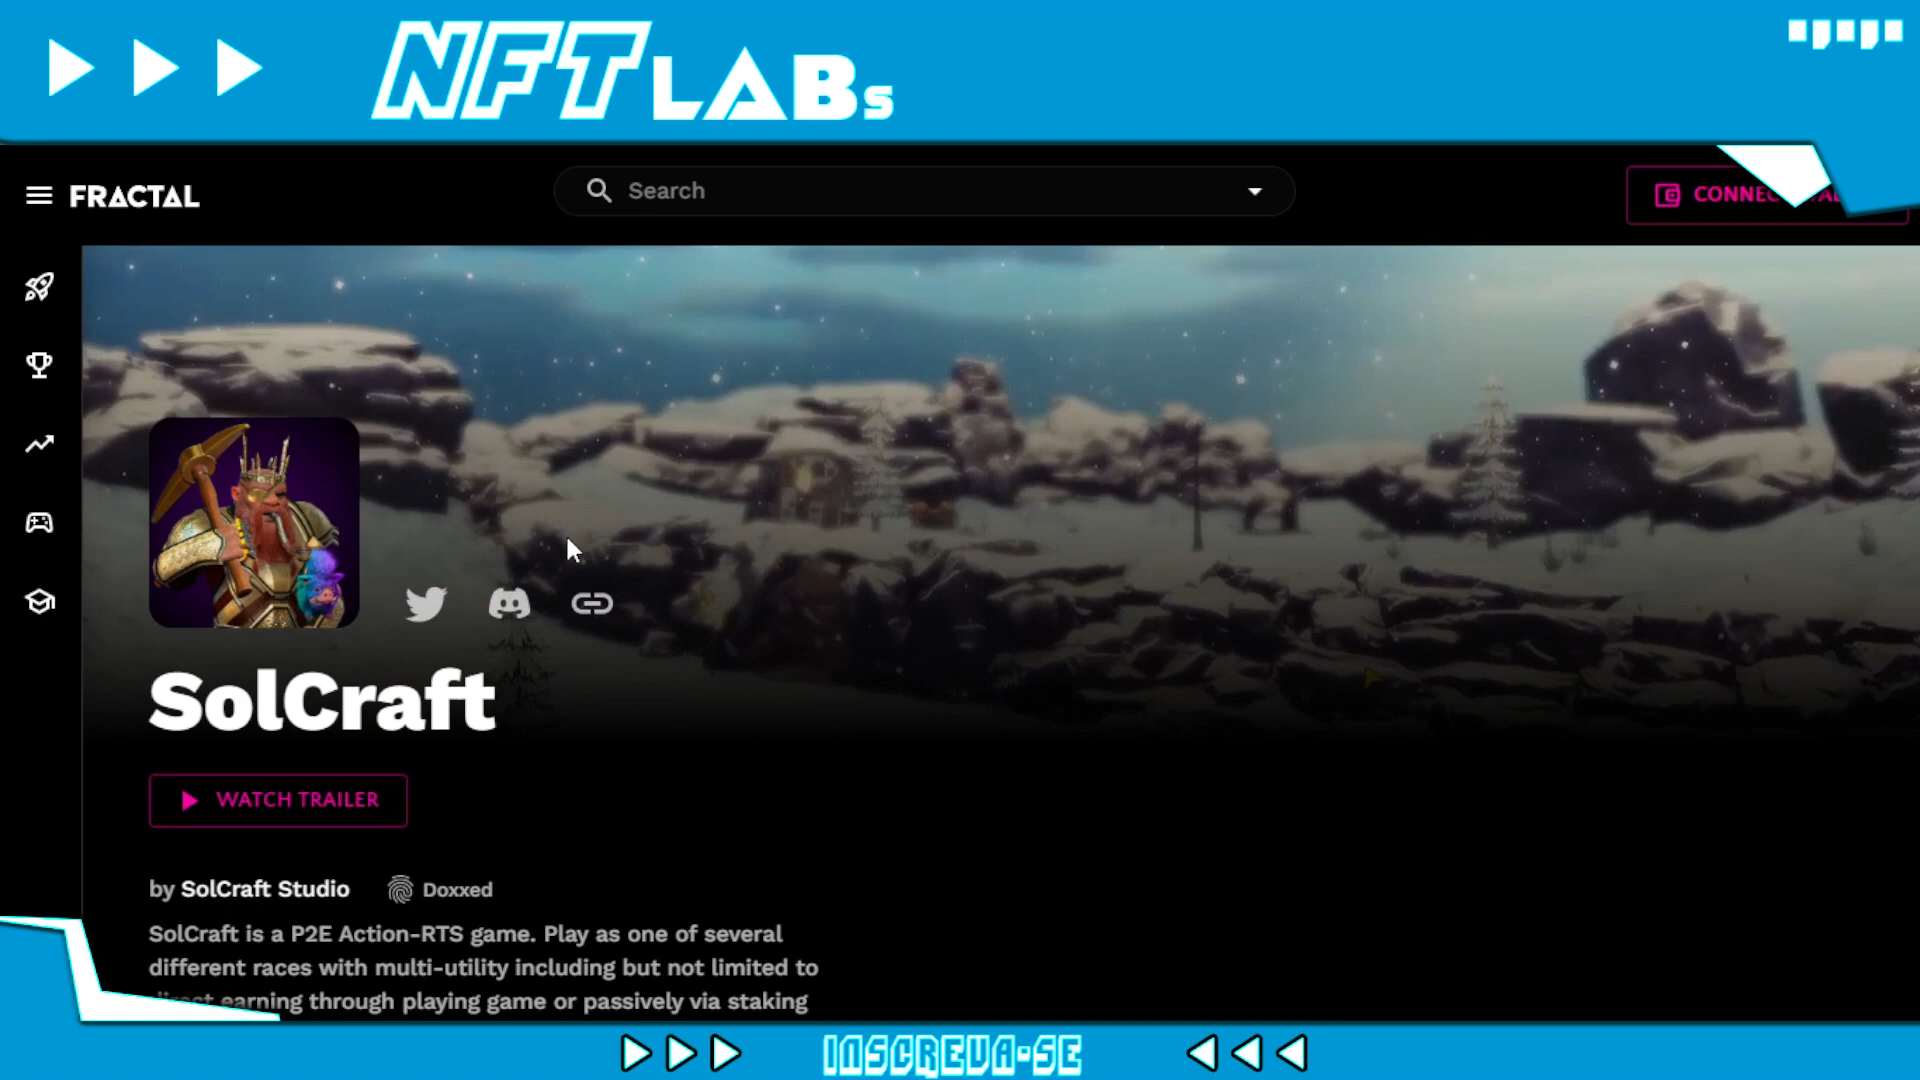 NFT LABs
FRACTAL
Search
CONNEC
SolCraft
WATCH TRAILER
by SolCraft Studio Doxxed
SolCraft is a P2E Action-RTS game. Play as one of several
different races with multi-utility including but not limited to
direct earning through playing game or passively via staking
INSCREVA-SE